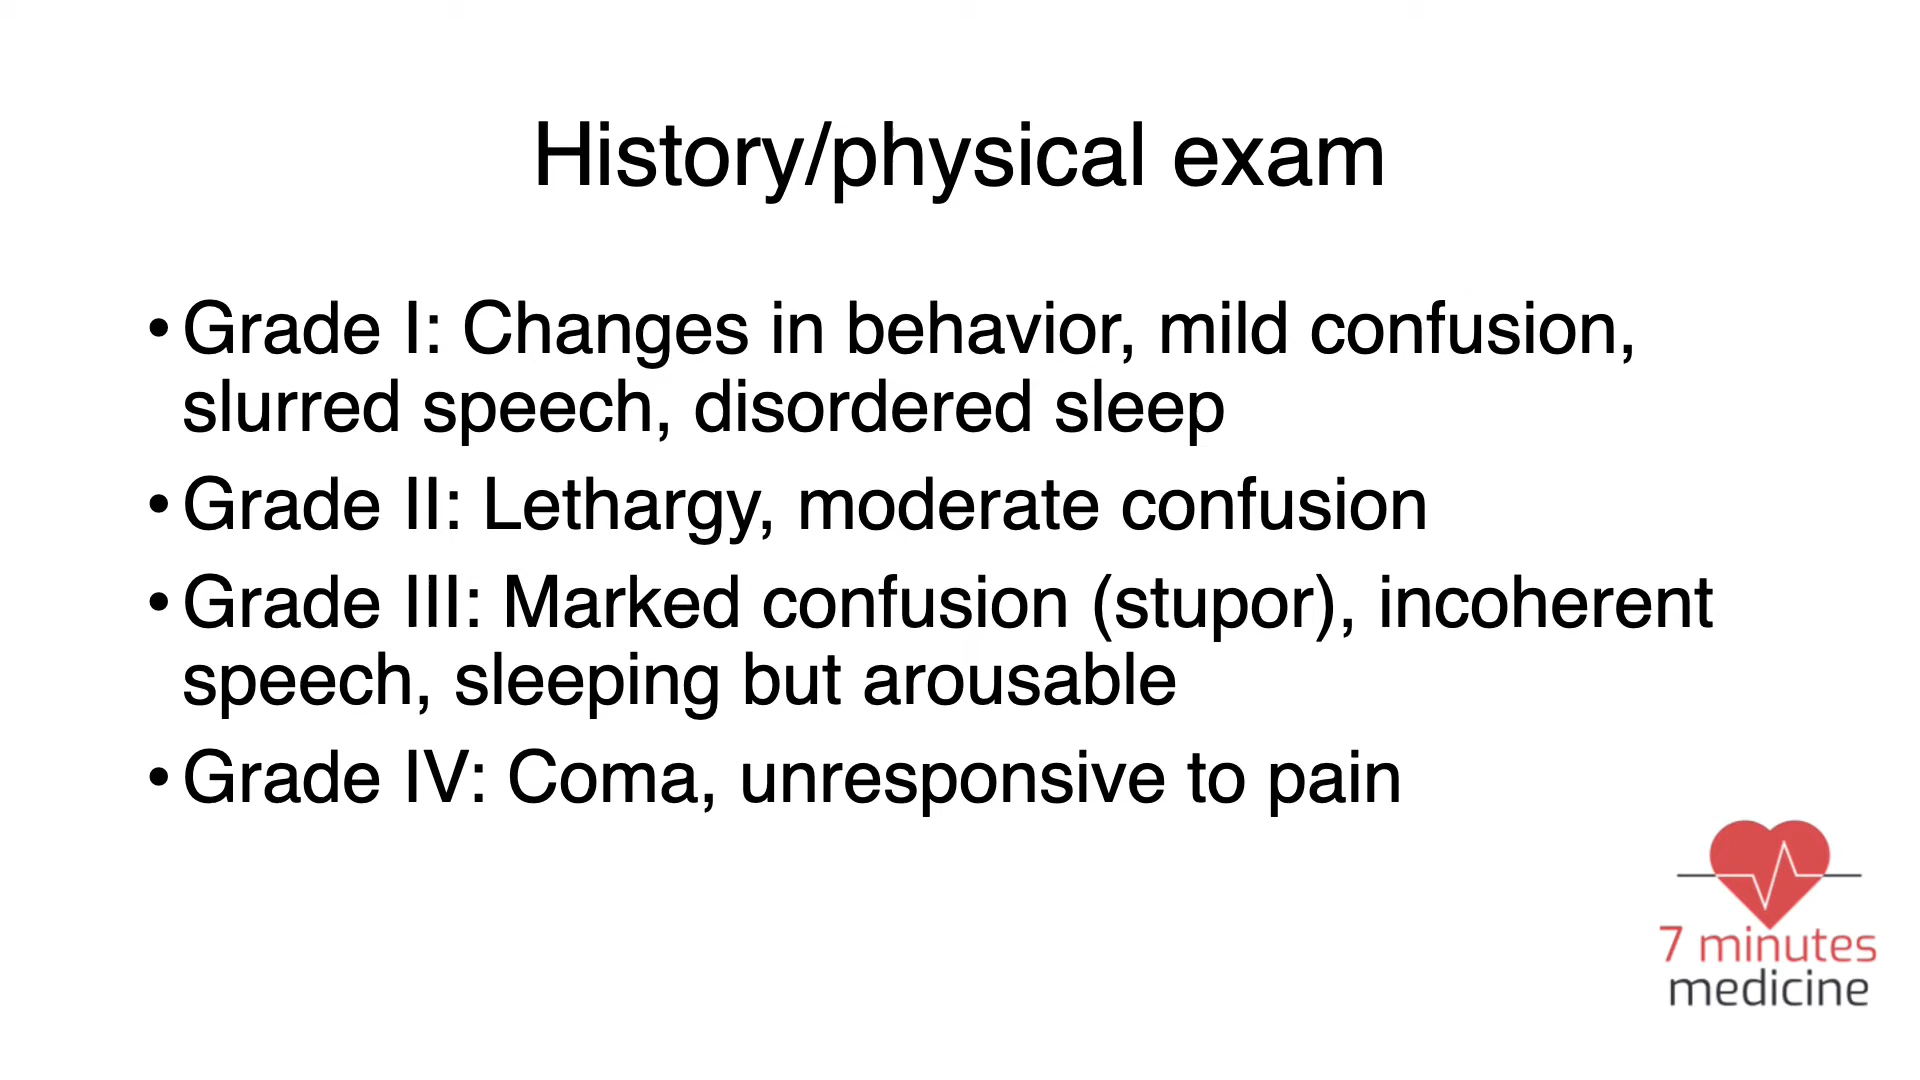 History/physical exam
• Grade I: Changes in behavior, mild confusion,
slurred speech, disordered sleep
• Grade II: Lethargy, moderate confusion
• Grade III: Marked confusion (stupor), incoherent
speech, sleeping but arousable
• Grade IV: Coma, unresponsive to pain
7 minutes
medicine